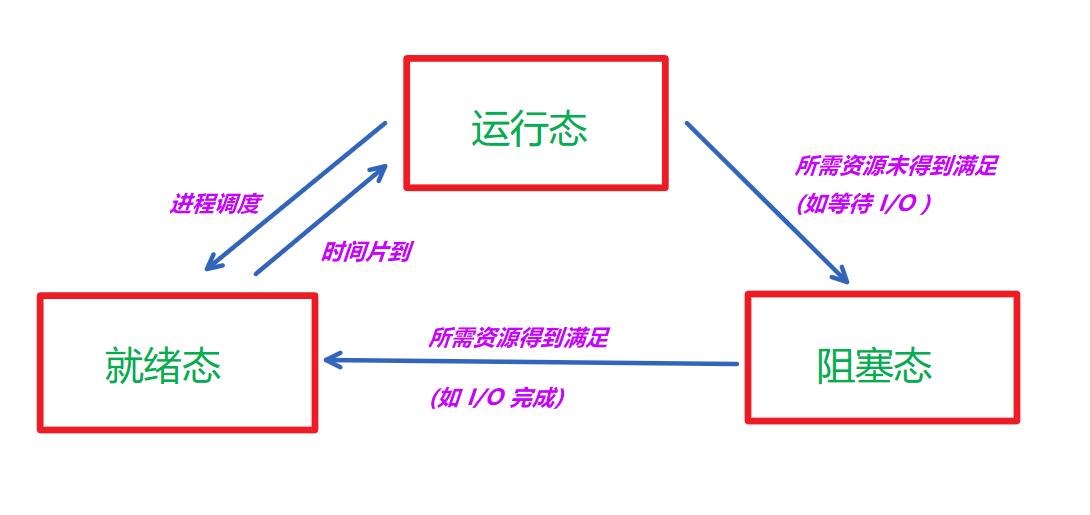 运行态
所需资源未得到满足
(如等待 I/O )
进程调度
时间片到
所需资源得到满足
就绪态
阻塞态
(如 I/O 完成)